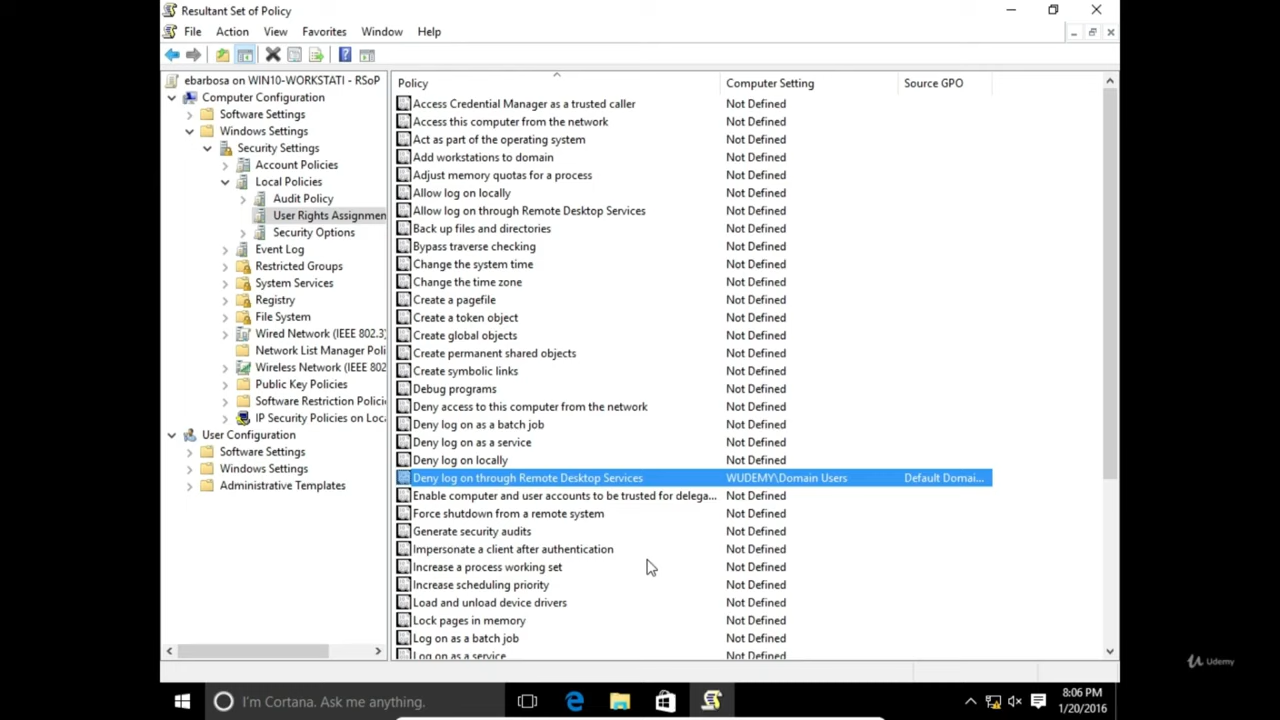 Resultant Set of Policy
File Action View Favorites Window Help
ebarbosa on WIN10-WORKSTATI - RSoP
Computer Configuration
Software Settings
Windows Settings
Security Settings
Account Policies
Local Policies
Audit Policy
User Rights Assignmen
Security Options
Event Log
Restricted Groups
System Services
Registry
File System
Wired Network (IEEE 802.3)
Network List Manager Poli
Wireless Network (IEEE 802
Public Key Policies
Software Restriction Policie
IP Security Policies on Loca
User Configuration
Software Settings
Windows Settings
Administrative Templates
Policy Computer Setting Source GPO
Access Credential Manager as a trusted caller Not Defined
Access this computer from the network Not Defined
Act as part of the operating system Not Defined
Add workstations to domain Not Defined
Adjust memory quotas for a process Not Defined
Allow log on locally Not Defined
Allow log on through Remote Desktop Services Not Defined
Back up files and directories Not Defined
Bypass traverse checking Not Defined
Change the system time Not Defined
Change the time zone Not Defined
Create a pagefile Not Defined
Create a token object Not Defined
Create global objects Not Defined
Create permanent shared objects Not Defined
Create symbolic links Not Defined
Debug programs Not Defined
Deny access to this computer from the network Not Defined
Deny log on as a batch job Not Defined
Deny log on as a service Not Defined
Deny log on locally Not Defined
Deny log on through Remote Desktop Services WUDEMY\Domain Users Default Domai...
Enable computer and user accounts to be trusted for delega... Not Defined
Force shutdown from a remote system Not Defined
Generate security audits Not Defined
Impersonate a client after authentication Not Defined
Increase a process working set Not Defined
Increase scheduling priority Not Defined
Load and unload device drivers Not Defined
Lock pages in memory Not Defined
Log on as a batch job Not Defined
Log on as a service Not Defined
Udemy
I'm Cortana. Ask me anything.
8:06 PM
1/20/2016